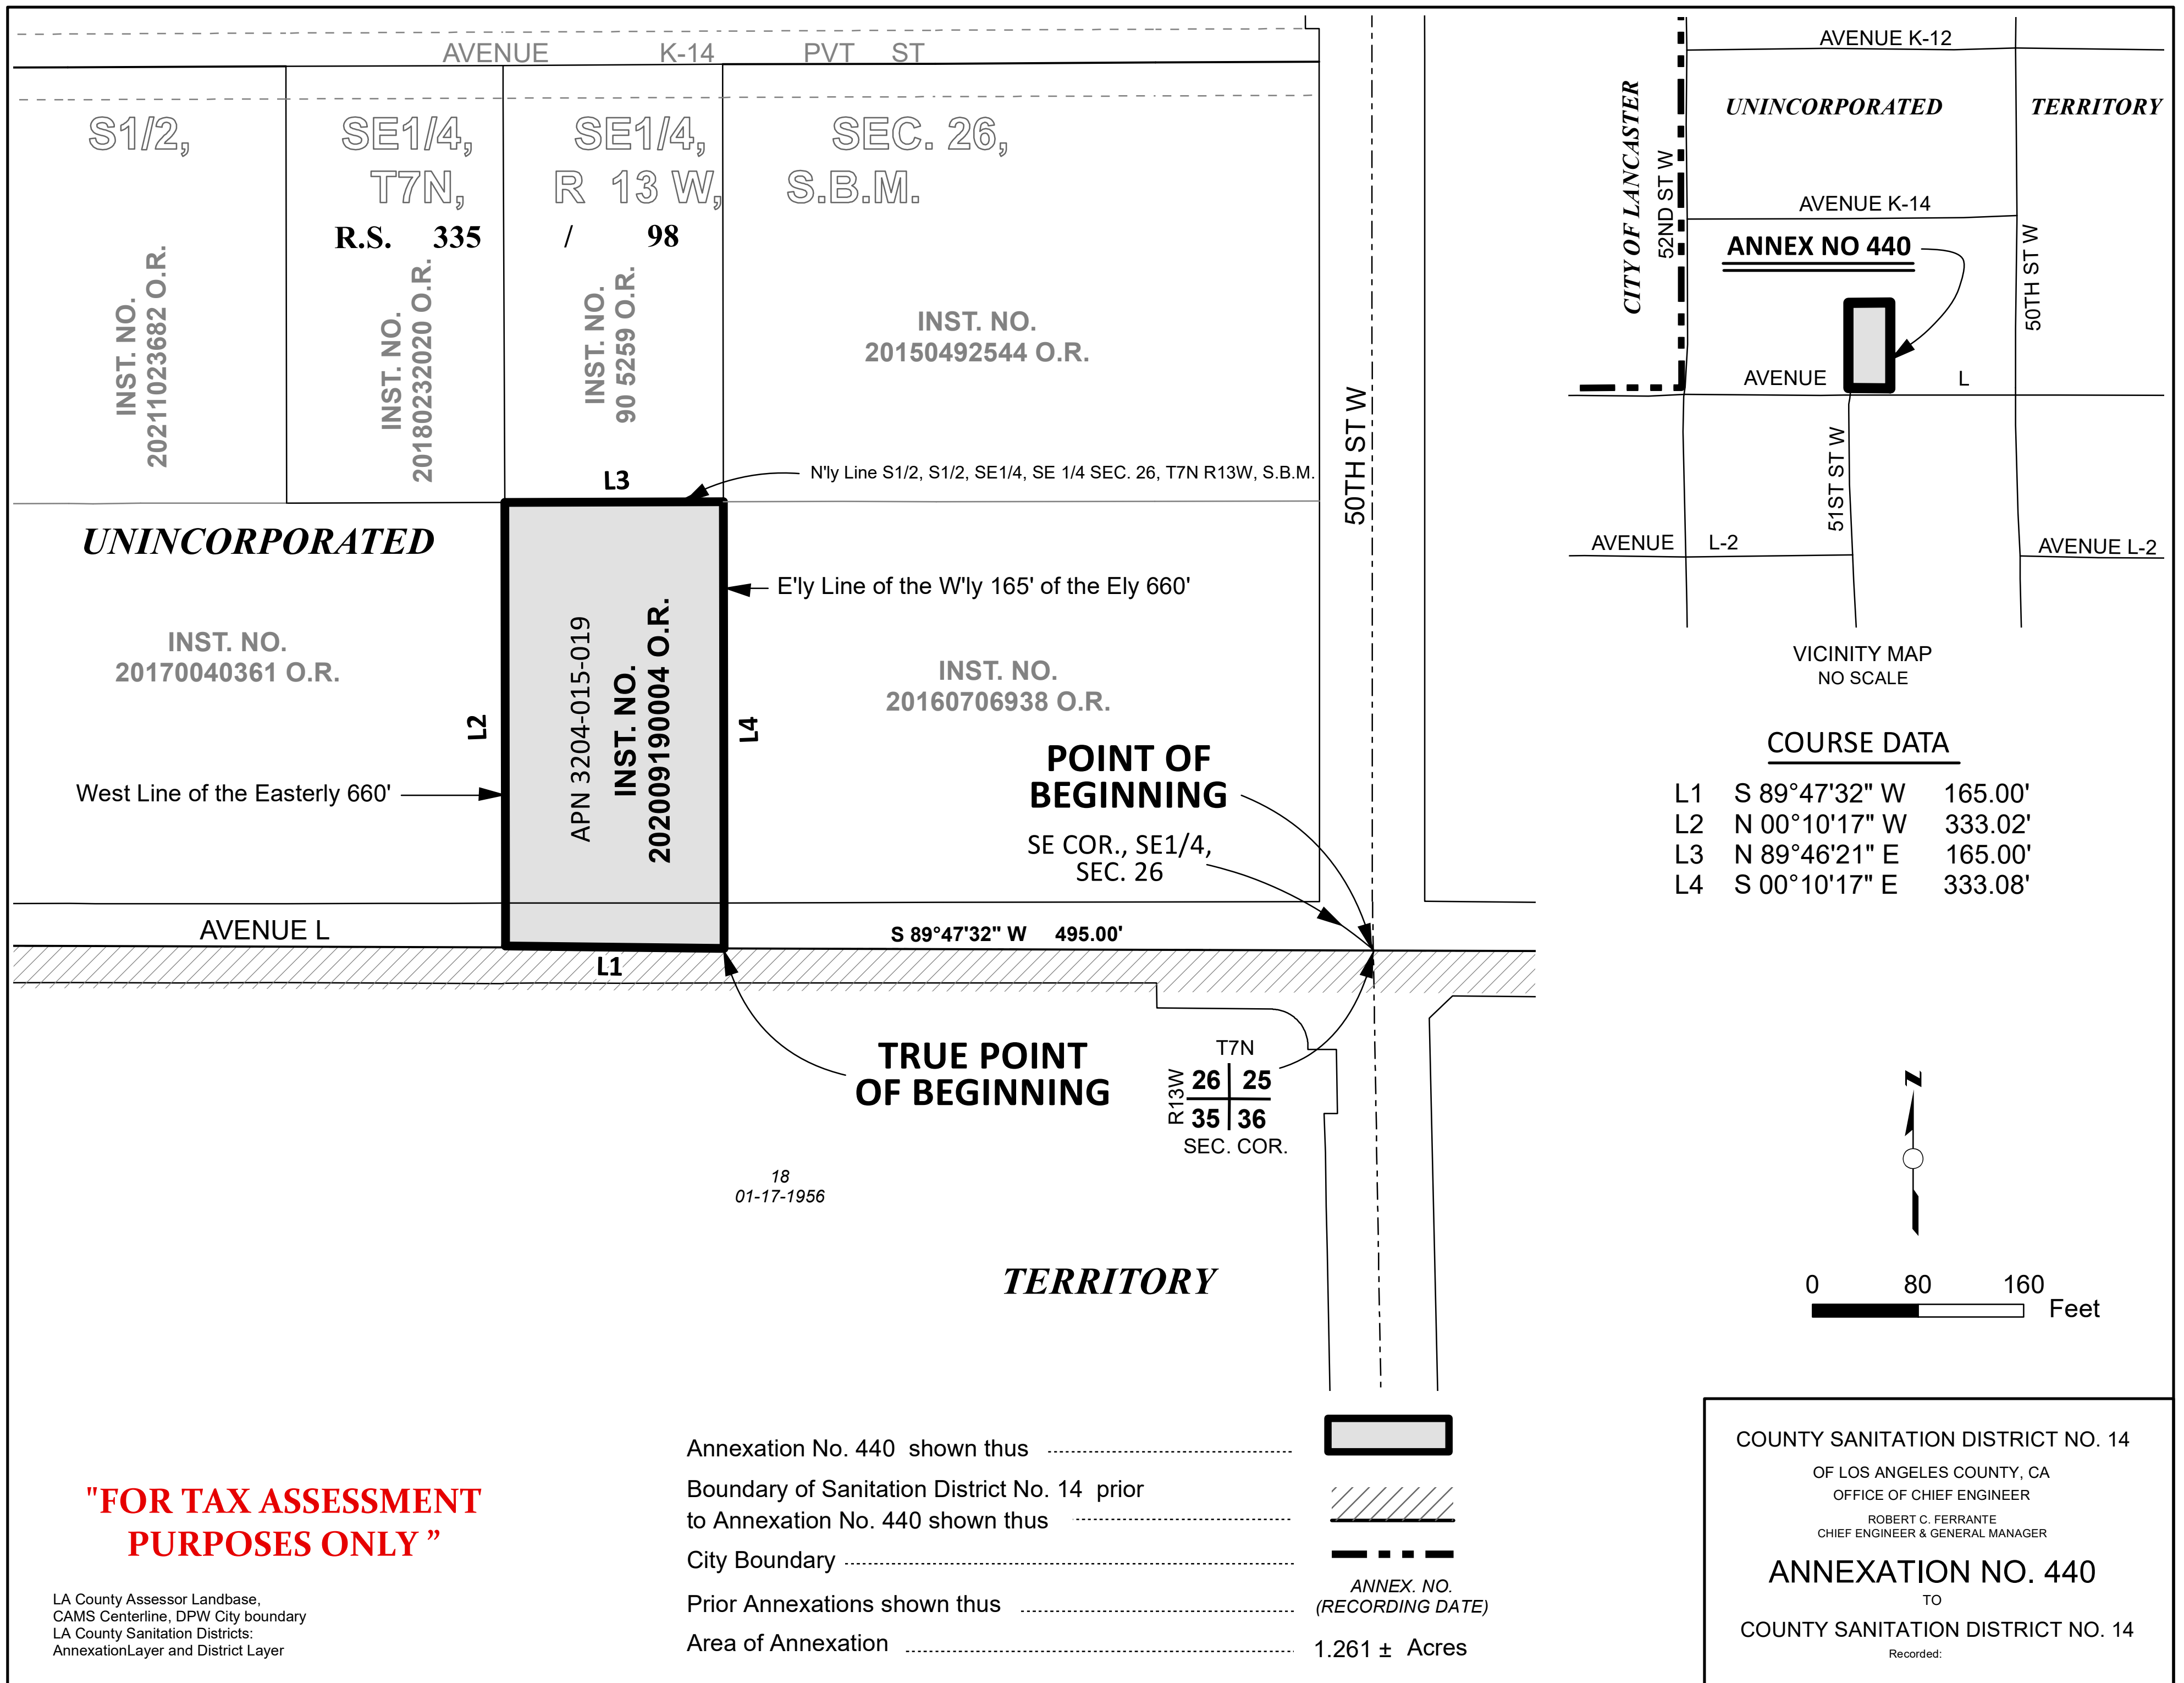 AVENUE K-14 PVT ST
S1/2, SE1/4, SE1/4, SEC. 26,
T7N, R 13 W, S.B.M.
R.S. 335 / 98
INST. NO.
20211023682 O.R.
INST. NO.
20180232020 O.R.
INST. NO.
90 5259 O.R.
INST. NO.
20150492544 O.R.
L3
N'ly Line S1/2, S1/2, SE1/4, SE 1/4 SEC. 26, T7N R13W, S.B.M.
50TH ST W
UNINCORPORATED
E'ly Line of the W'ly 165' of the Ely 660'
INST. NO.
20170040361 O.R.
APN 3204-015-019
INST. NO.
202009190004 O.R.
INST. NO.
20160706938 O.R.
L2
L4
West Line of the Easterly 660'
POINT OF
BEGINNING
SE COR., SE1/4,
SEC. 26
AVENUE L
S 89°47'32" W 495.00'
L1
TRUE POINT
OF BEGINNING
T7N
R13W
26 25
35 36
SEC. COR.
18
01-17-1956
TERRITORY
AVENUE K-12
CITY OF LANCASTER
52ND ST W
UNINCORPORATED TERRITORY
AVENUE K-14
ANNEX NO 440
50TH ST W
AVENUE L
51ST ST W
AVENUE L-2
AVENUE L-2
VICINITY MAP
NO SCALE
COURSE DATA
L1 S 89°47'32" W 165.00'
L2 N 00°10'17" W 333.02'
L3 N 89°46'21" E 165.00'
L4 S 00°10'17" E 333.08'
N
0 80 160
Feet
"FOR TAX ASSESSMENT
PURPOSES ONLY ”
LA County Assessor Landbase,
CAMS Centerline, DPW City boundary
LA County Sanitation Districts:
AnnexationLayer and District Layer
Annexation No. 440 shown thus
Boundary of Sanitation District No. 14 prior
to Annexation No. 440 shown thus
City Boundary
Prior Annexations shown thus
ANNEX. NO.
(RECORDING DATE)
Area of Annexation 1.261 ± Acres
COUNTY SANITATION DISTRICT NO. 14
OF LOS ANGELES COUNTY, CA
OFFICE OF CHIEF ENGINEER
ROBERT C. FERRANTE
CHIEF ENGINEER & GENERAL MANAGER
ANNEXATION NO. 440
TO
COUNTY SANITATION DISTRICT NO. 14
Recorded: